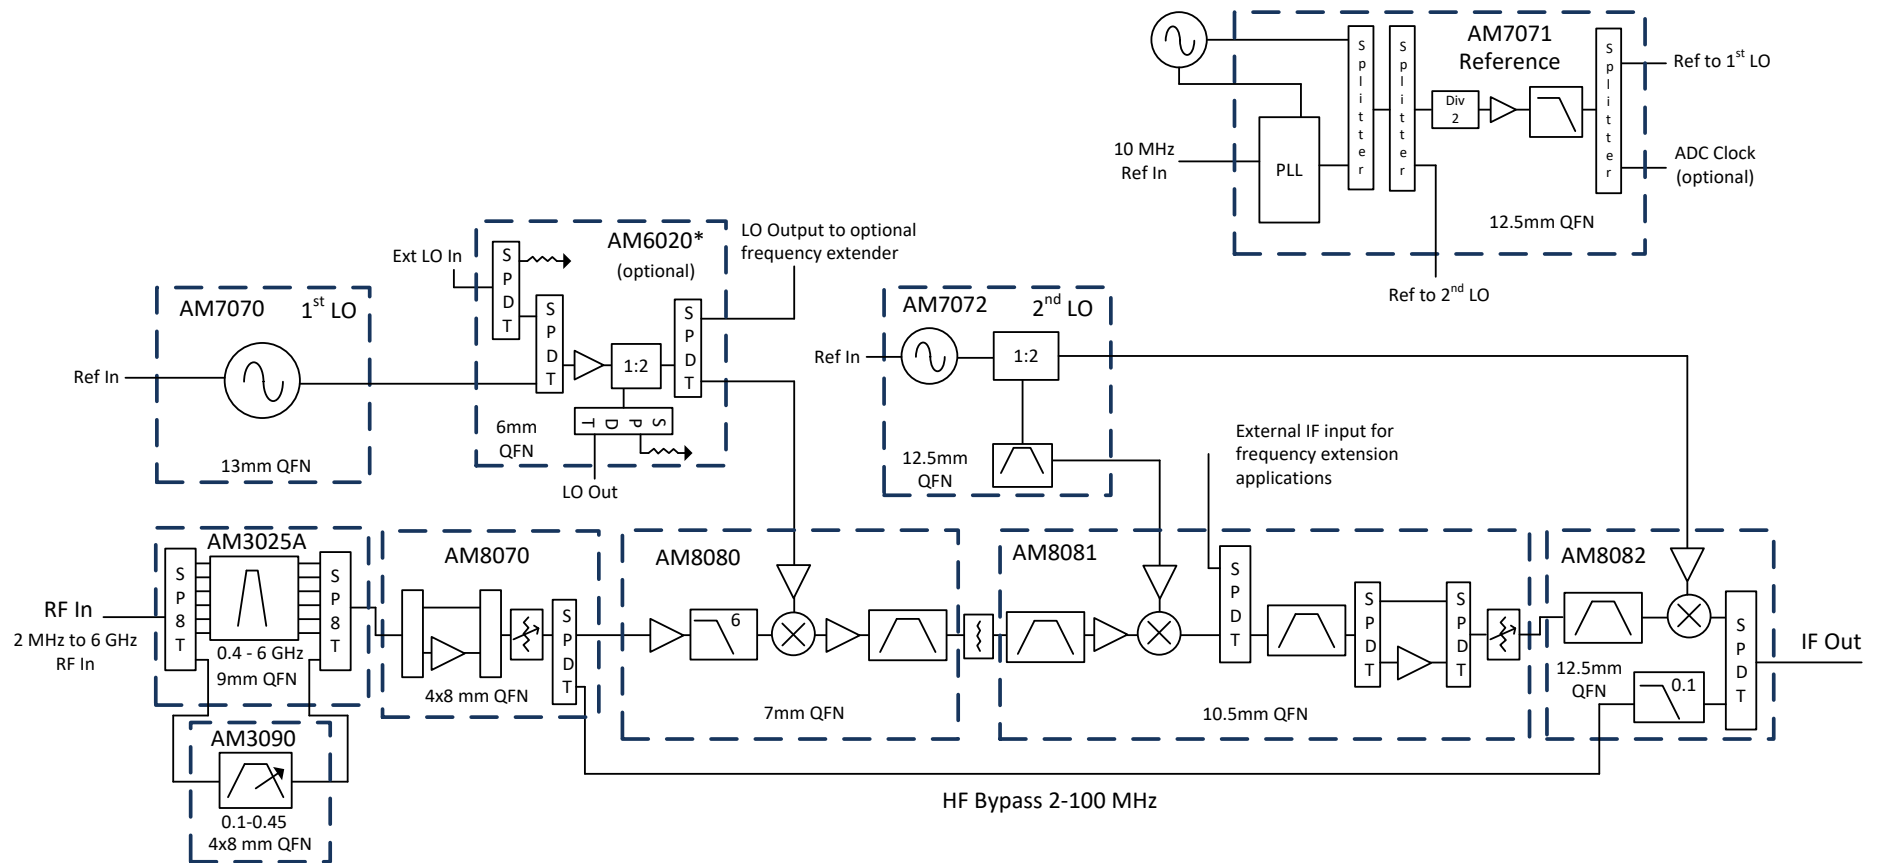 AM7071
Reference
Splitter
Splitter
Splitter
Div
2
PLL
10 MHz
Ref In
Ref to 1st LO
ADC Clock
(optional)
12.5mm QFN
Ref to 2nd LO
AM6020*
(optional)
Ext LO In
SPDT
SPDT
1:2
SPDT
SPDT
6mm
QFN
LO Out
LO Output to optional
frequency extender
AM7070
1st LO
Ref In
13mm QFN
AM7072
2nd LO
Ref In
1:2
12.5mm
QFN
External IF input for
frequency extension
applications
RF In
2 MHz to 6 GHz
RF In
AM3025A
SP8T
SP8T
0.4 - 6 GHz
9mm QFN
AM3090
0.1-0.45
4x8 mm QFN
AM8070
SPDT
4x8 mm QFN
AM8080
6
7mm QFN
AM8081
SPDT
SPDT
SPDT
10.5mm QFN
AM8082
12.5mm
QFN
0.1
SPDT
IF Out
HF Bypass 2-100 MHz